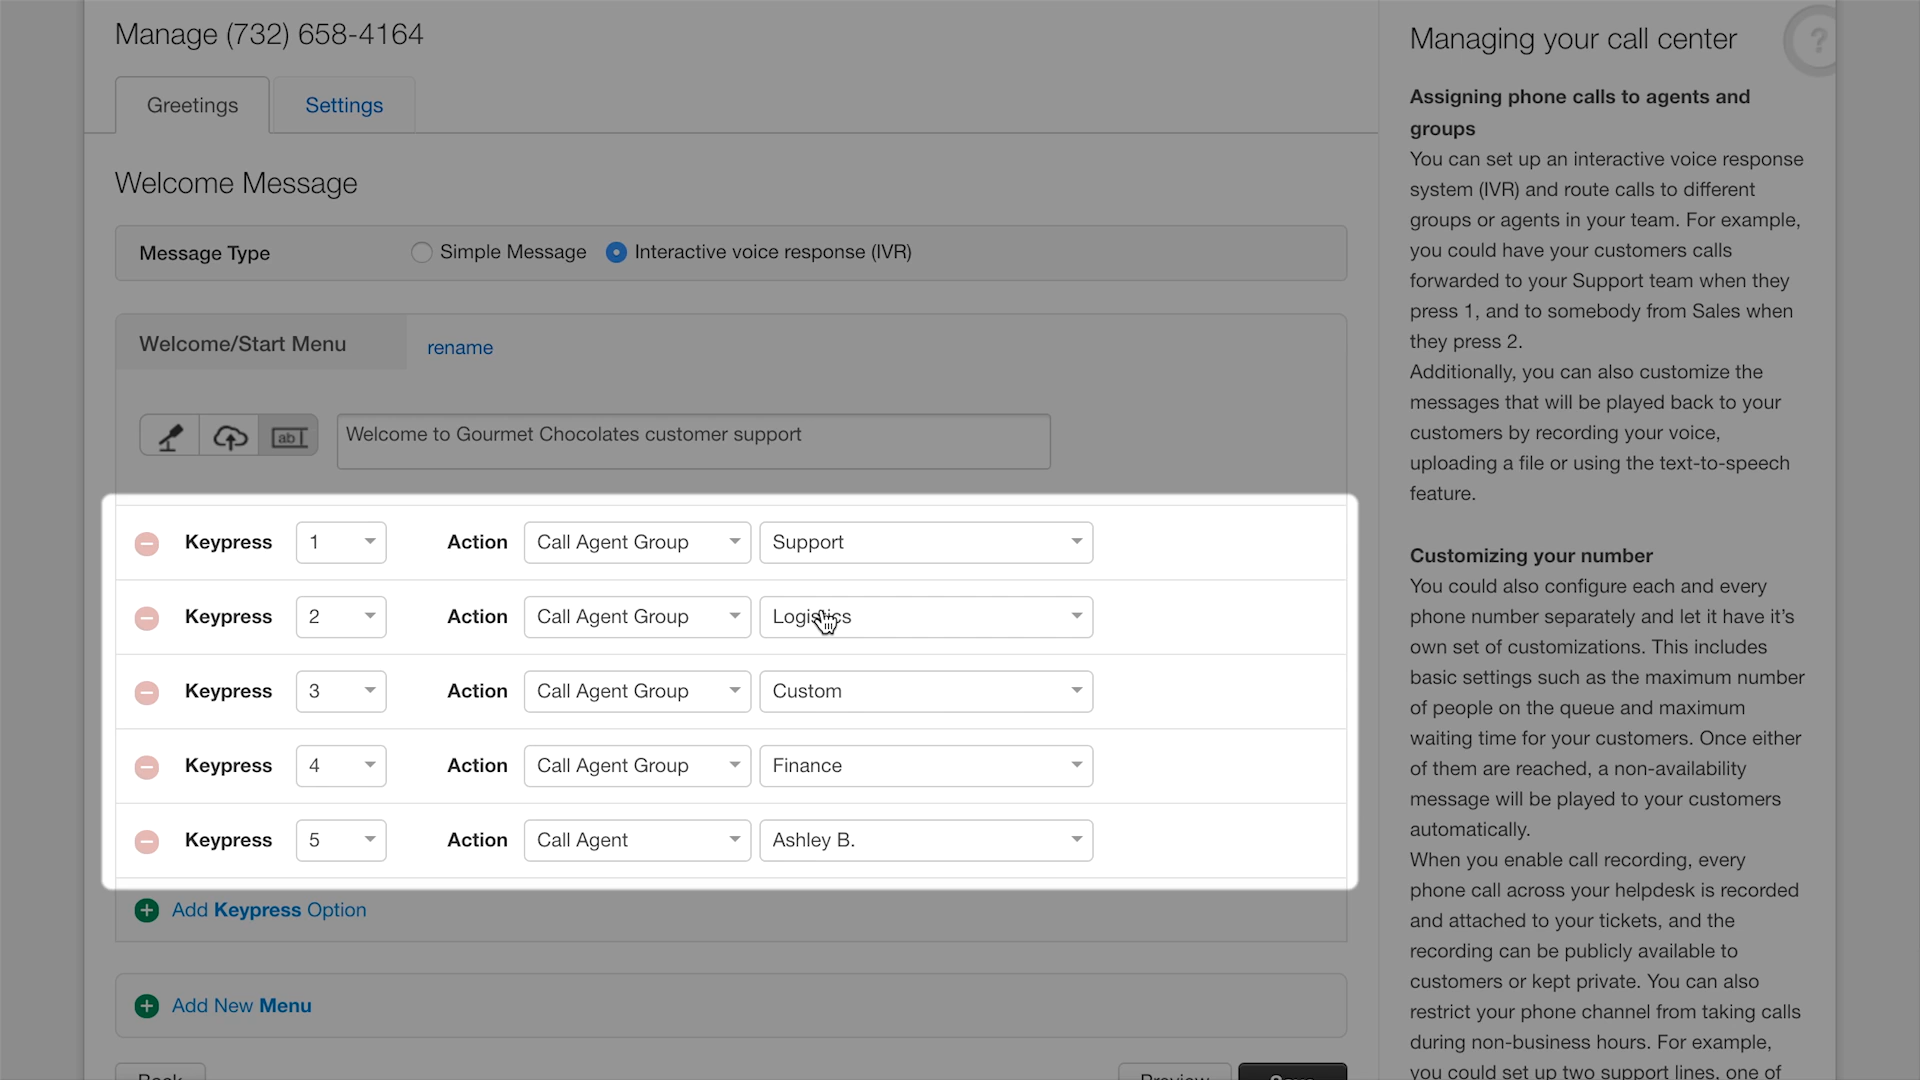 Manage (732) 658-4164
Greetings
Settings
Welcome Message
Message Type
Simple Message
Interactive voice response (IVR)
Welcome/Start Menu
rename
ab
Welcome to Gourmet Chocolates customer support
Keypress 1 Action Call Agent Group Support
Keypress 2 Action Call Agent Group Logistics
Keypress 3 Action Call Agent Group Custom
Keypress 4 Action Call Agent Group Finance
Keypress 5 Action Call Agent Ashley B.
Add Keypress Option
Add New Menu
Back
Preview
Save
Managing your call center
?
Assigning phone calls to agents and
groups
You can set up an interactive voice response
system (IVR) and route calls to different
groups or agents in your team. For example,
you could have your customers calls
forwarded to your Support team when they
press 1, and to somebody from Sales when
they press 2.
Additionally, you can also customize the
messages that will be played back to your
customers by recording your voice,
uploading a file or using the text-to-speech
feature.
Customizing your number
You could also configure each and every
phone number separately and let it have it's
own set of customizations. This includes
basic settings such as the maximum number
of people on the queue and maximum
waiting time for your customers. Once either
of them are reached, a non-availability
message will be played to your customers
automatically.
When you enable call recording, every
phone call across your helpdesk is recorded
and attached to your tickets, and the
recording can be publicly available to
customers or kept private. You can also
restrict your phone channel from taking calls
during non-business hours. For example,
you could set up two support lines, one of